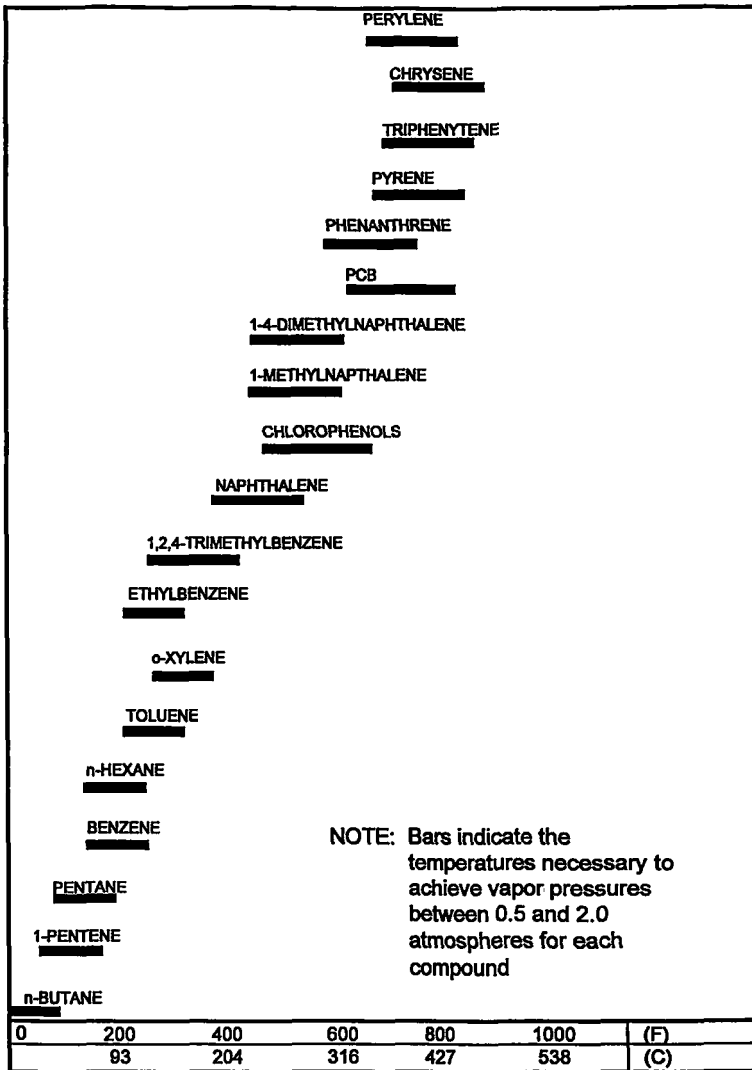 PERYLENE
CHRYSENE
TRIPHENYTENE
PYRENE
PHENANTHRENE
PCB
1-4-DIMETHYLNAPHTHALENE
1-METHYLNAPTHALENE
CHLOROPHENOLS
NAPHTHALENE
1,2,4-TRIMETHYLBENZENE
ETHYLBENZENE
o-XYLENE
TOLUENE
n-HEXANE
BENZENE
PENTANE
1-PENTENE
n-BUTANE
NOTE: Bars indicate the
temperatures necessary to
achieve vapor pressures
between 0.5 and 2.0
atmospheres for each
compound
0 200 400 600 800 1000 (F)
93 204 316 427 538 (C)